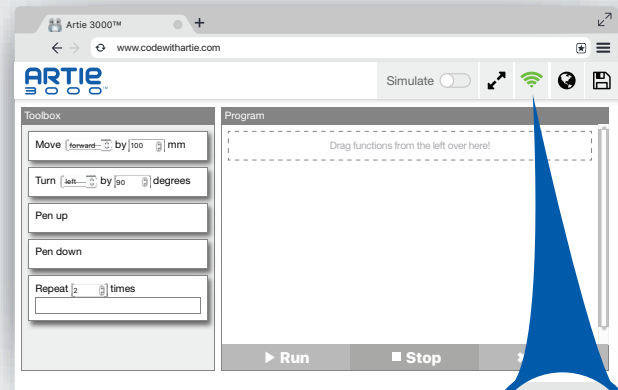 Artie 3000™
www.codewithartie.com
ARTIE
3000™
Simulate
Toolbox
Program
Move forward by 100 mm
Drag functions from the left over here!
Turn left by 90 degrees
Pen up
Pen down
Repeat 2 times
Run
Stop